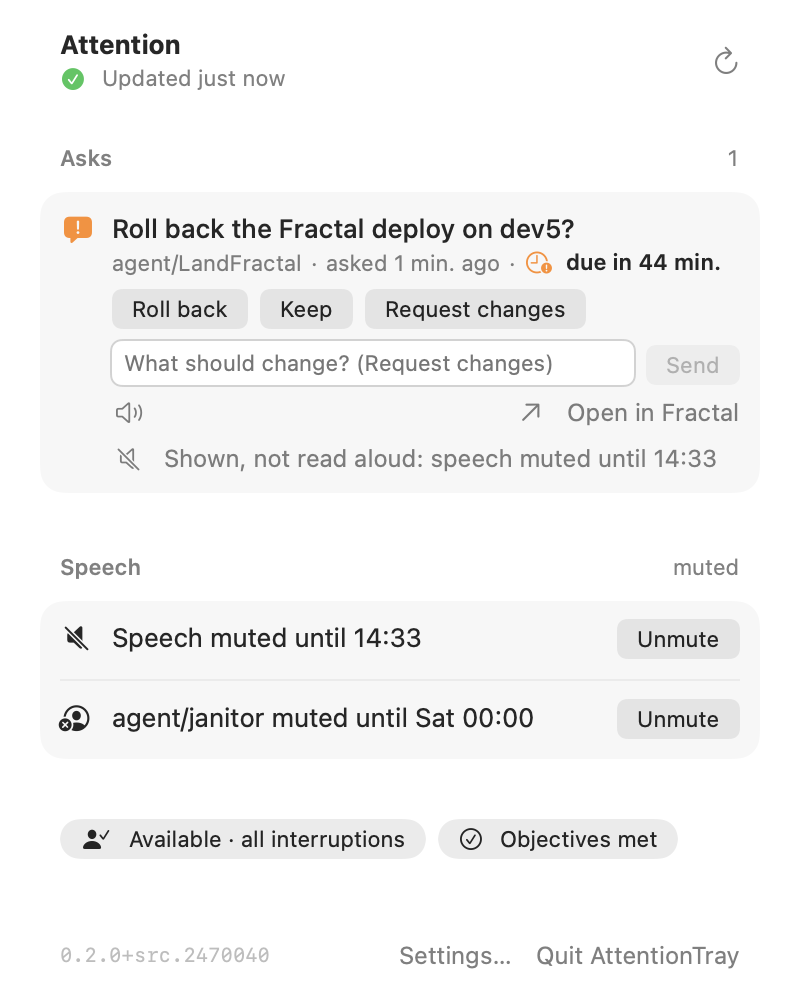 Attention
Updated just now
Asks 1
Roll back the Fractal deploy on dev5?
agent/LandFractal · asked 1 min. ago · due in 44 min.
Roll back Keep Request changes
What should change? (Request changes) Send
Open in Fractal
Shown, not read aloud: speech muted until 14:33
Speech muted
Speech muted until 14:33 Unmute
agent/janitor muted until Sat 00:00 Unmute
Available · all interruptions Objectives met
0.2.0+src.2470040 Settings... Quit AttentionTray